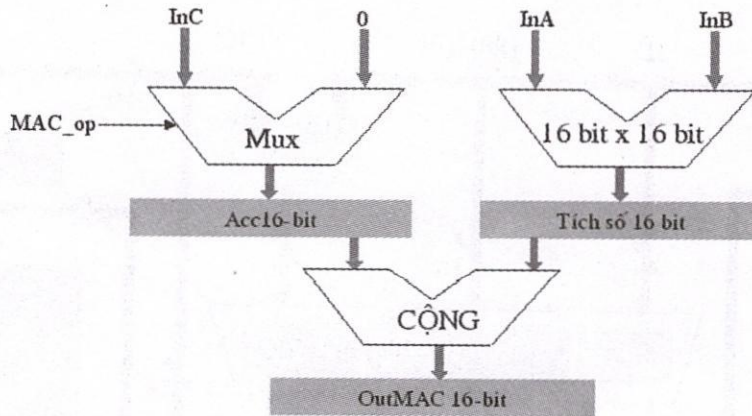 InC 0 InA InB
MAC_op
Mux 16 bit x 16 bit
Acc16-bit Tích số 16 bit
CỘNG
OutMAC 16-bit